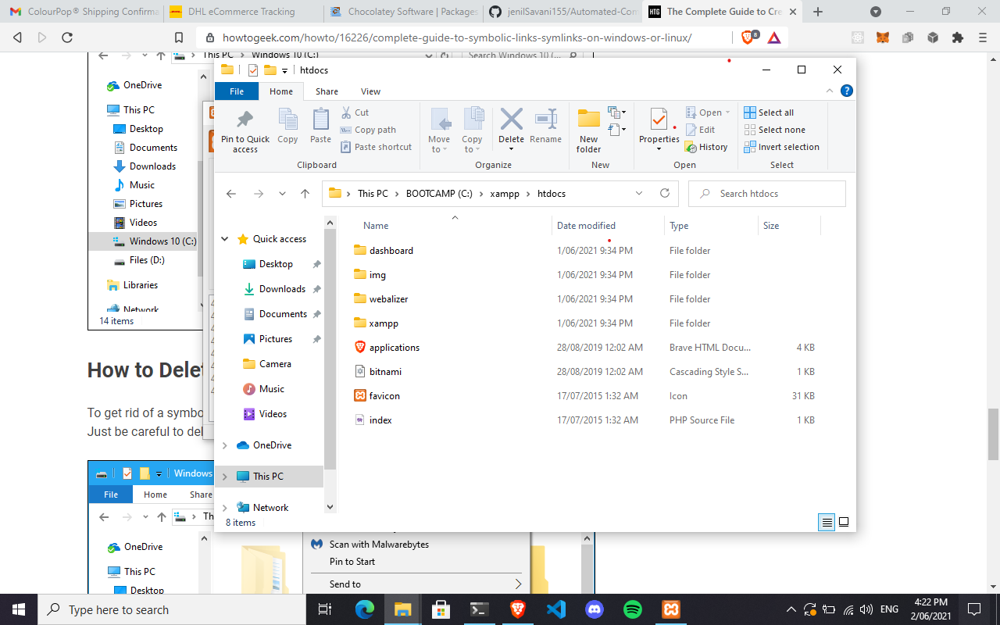 ColourPop® Shipping Confirma
DHL eCommerce Tracking
Chocolatey Software | Packages
jenilSavani155/Automated-Com
HTG The Complete Guide to Cre
howtogeek.com/howto/16226/complete-guide-to-symbolic-links-symlinks-on-windows-or-linux/
8
This PC Windows 10 (C:)
Search Windows 10 (...
OneDrive
This PC
Desktop
Documents
Downloads
Music
Pictures
Videos
Windows 10 (C:)
Files (D:)
Libraries
Network
14 items
How to Delet
To get rid of a symbo
Just be careful to del
Windows
File Home Share
OneDrive
This PC
Desktop
htdocs
File Home Share View
Pin to Quick access
Copy
Paste
Cut
Copy path
Paste shortcut
Clipboard
Move to
Copy to
Delete
Rename
Organize
New folder
New
Properties
Open
Edit
History
Open
Select all
Select none
Invert selection
Select
This PC BOOTCAMP (C:) xampp htdocs
Search htdocs
Quick access
Desktop
Downloads
Documents
Pictures
Camera
Music
Videos
OneDrive
This PC
Network
Name Date modified Type Size
dashboard 1/06/2021 9:34 PM File folder
img 1/06/2021 9:34 PM File folder
webalizer 1/06/2021 9:34 PM File folder
xampp 1/06/2021 9:34 PM File folder
applications 28/08/2019 12:02 AM Brave HTML Docu... 4 KB
bitnami 28/08/2019 12:02 AM Cascading Style S... 1 KB
favicon 17/07/2015 1:32 AM Icon 31 KB
index 17/07/2015 1:32 AM PHP Source File 1 KB
8 items
Scan with Malwarebytes
Pin to Start
Send to
Type here to search
ENG
4:22 PM
2/06/2021